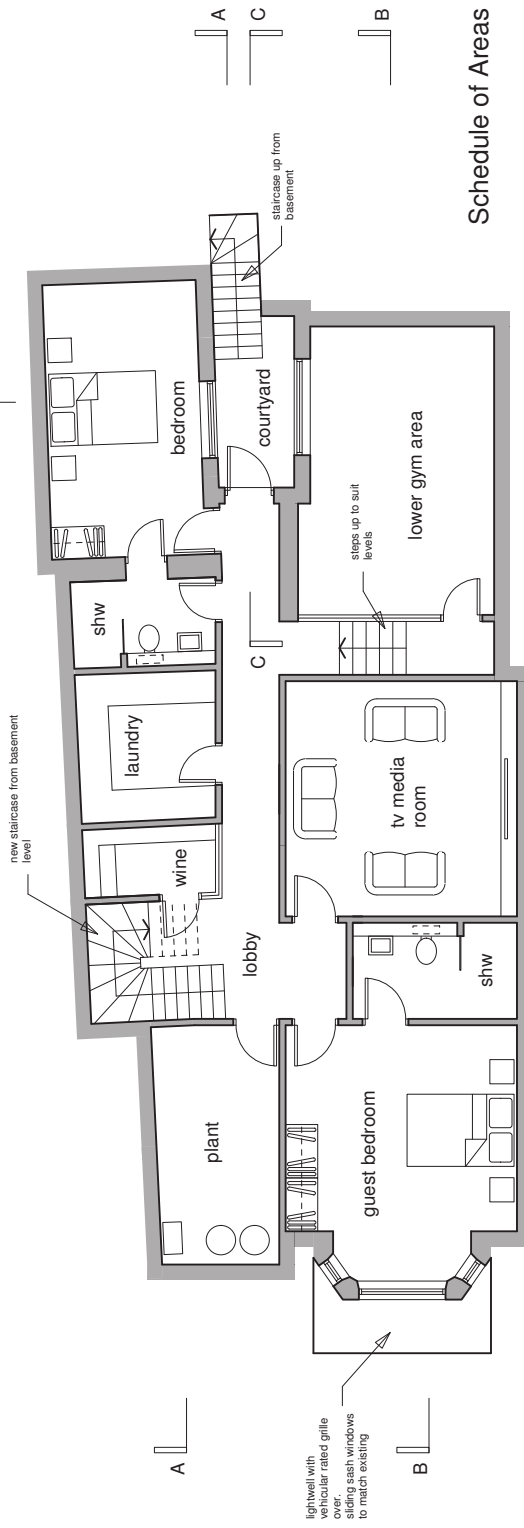 A
C
B
Schedule of Areas
staircase up from
basement
bedroom
courtyard
lower gym area
steps up to suit
levels
shw
C
new staircase from basement
level
laundry
tv media
room
wine
lobby
shw
plant
guest bedroom
A
B
lightwell with
vehicular rated grille
over.
sliding sash windows
to match existing